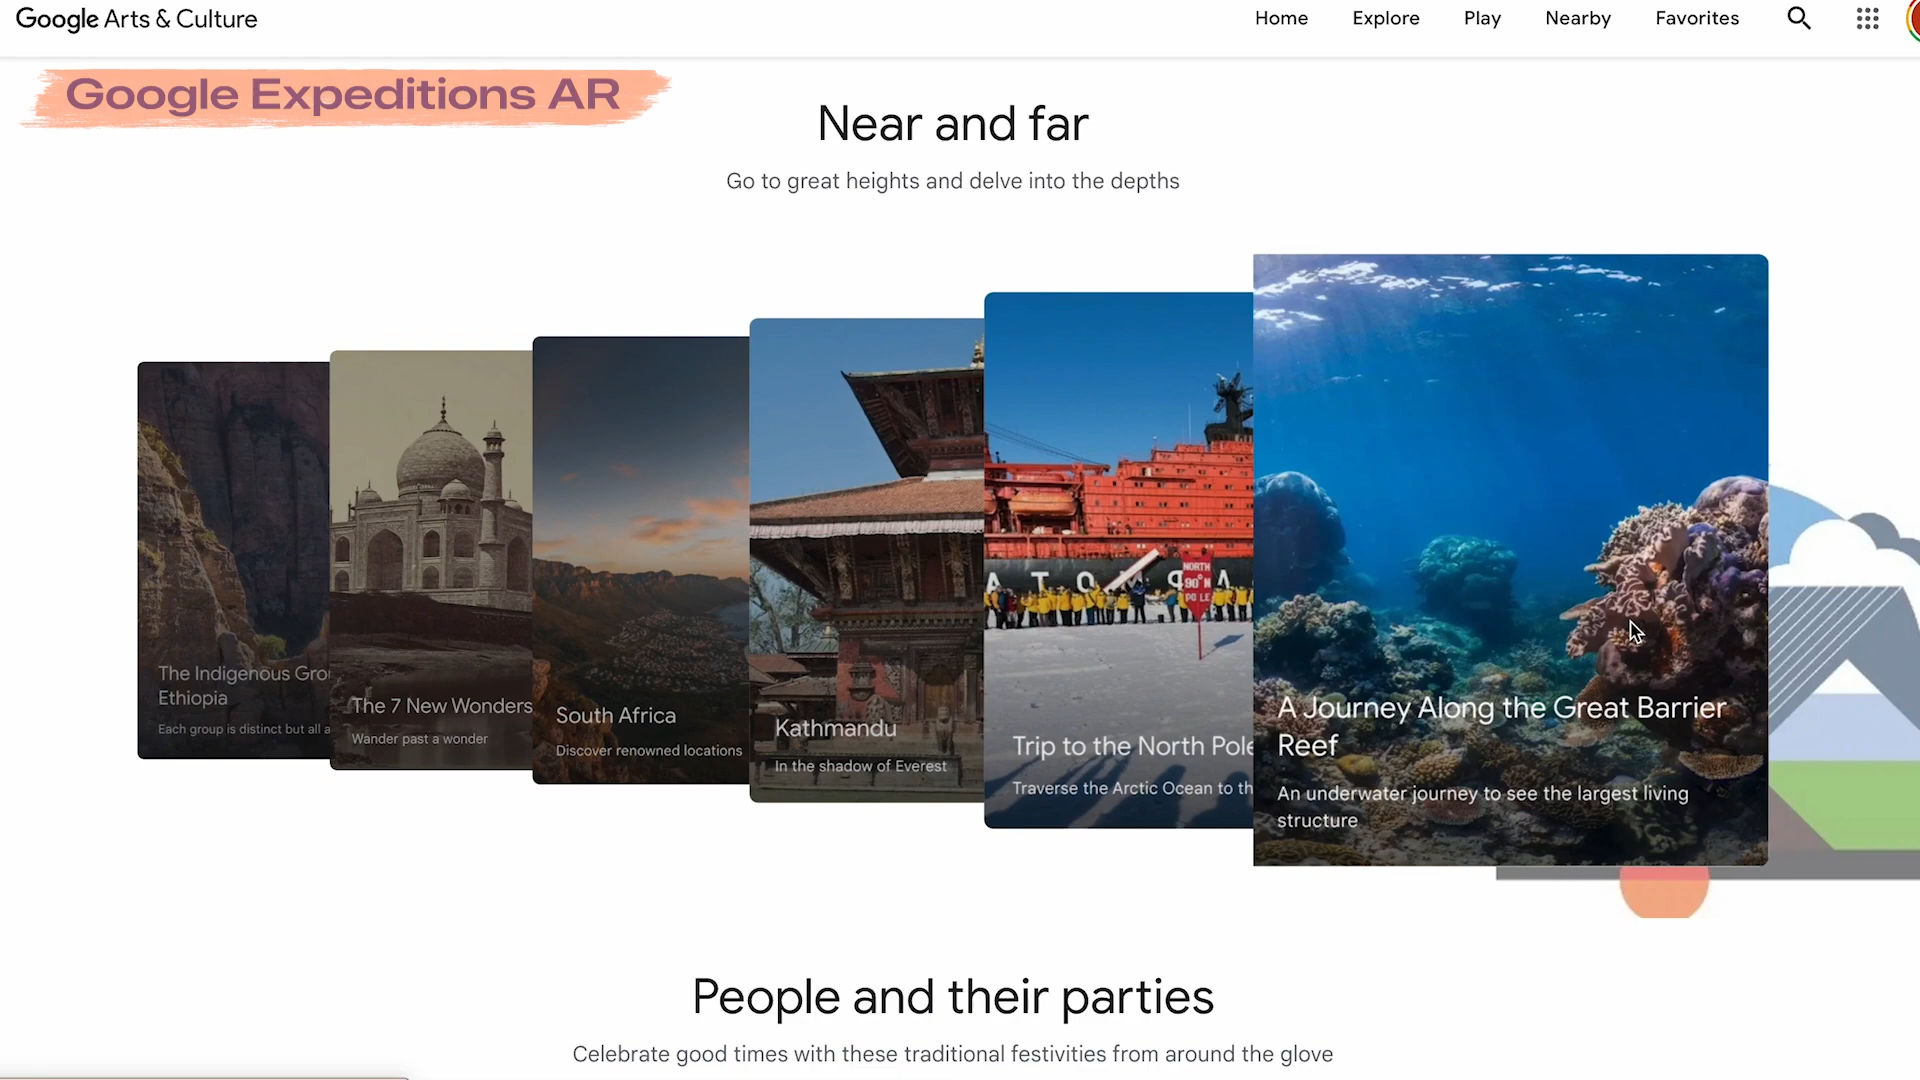 Google Arts & Culture
Home Explore Play Nearby Favorites
Google Expeditions AR
Near and far
Go to great heights and delve into the depths
The Indigenous Gro
Ethiopia
Each group is distinct but all a
The 7 New Wonders
Wander past a wonder
South Africa
Discover renowned locations
Kathmandu
In the shadow of Everest
NORTH
90°N
POLE
Trip to the North Pole
Traverse the Arctic Ocean to th
A Journey Along the Great Barrier
Reef
An underwater journey to see the largest living
structure
People and their parties
Celebrate good times with these traditional festivities from around the glove